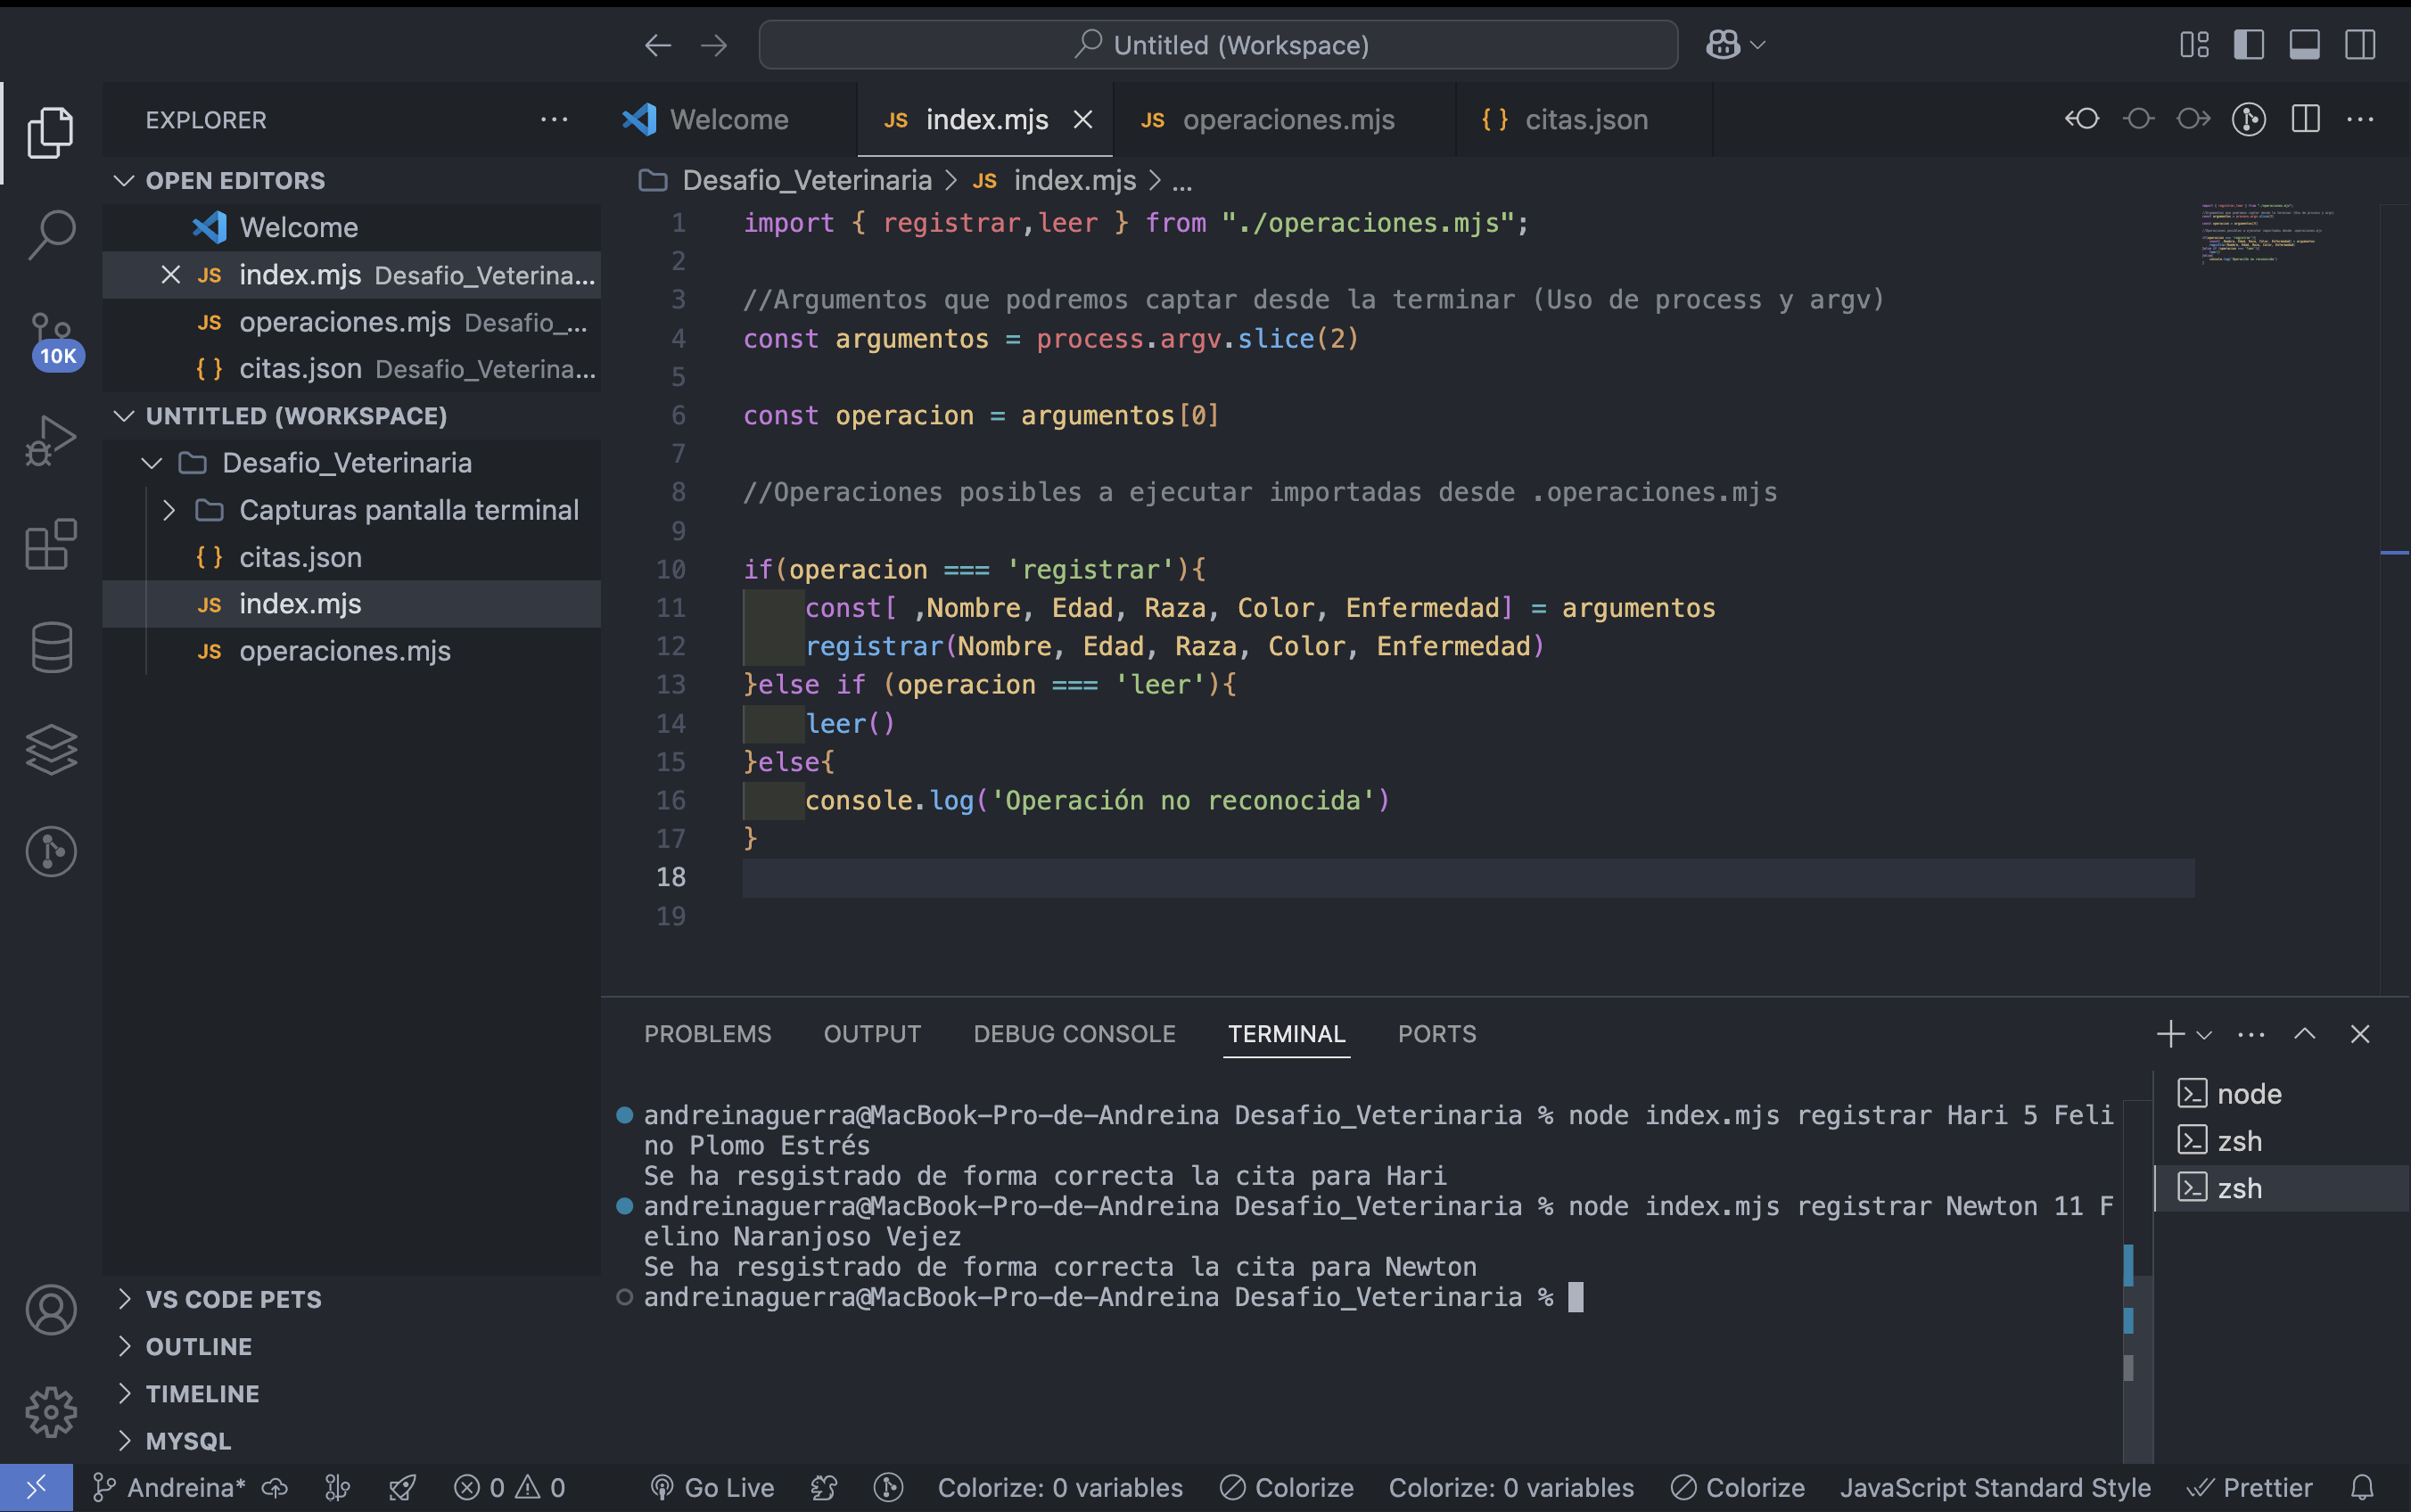 Untitled (Workspace)
EXPLORER
Welcome
index.mjs
operaciones.mjs
citas.json
OPEN EDITORS
Welcome
index.mjs Desafio_Veterina...
operaciones.mjs Desafio_...
citas.json Desafio_Veterina...
10K
UNTITLED (WORKSPACE)
Desafio_Veterinaria
Capturas pantalla terminal
citas.json
index.mjs
operaciones.mjs
VS CODE PETS
OUTLINE
TIMELINE
MYSQL
Desafio_Veterinaria > JS index.mjs > ...
1 import { registrar,leer } from "./operaciones.mjs";
2
3 //Argumentos que podremos captar desde la terminar (Uso de process y argv)
4 const argumentos = process.argv.slice(2)
5
6 const operacion = argumentos[0]
7
8 //Operaciones posibles a ejecutar importadas desde .operaciones.mjs
9
10 if(operacion === 'registrar'){
11 const[ ,Nombre, Edad, Raza, Color, Enfermedad] = argumentos
12 registrar(Nombre, Edad, Raza, Color, Enfermedad)
13 }else if (operacion === 'leer'){
14 leer()
15 }else{
16 console.log('Operación no reconocida')
17 }
18
19
PROBLEMS OUTPUT DEBUG CONSOLE TERMINAL PORTS
andreinaguerra@MacBook-Pro-de-Andreina Desafio_Veterinaria % node index.mjs registrar Hari 5 Feli
no Plomo Estrés
Se ha resgistrado de forma correcta la cita para Hari
andreinaguerra@MacBook-Pro-de-Andreina Desafio_Veterinaria % node index.mjs registrar Newton 11 F
elino Naranjoso Vejez
Se ha resgistrado de forma correcta la cita para Newton
andreinaguerra@MacBook-Pro-de-Andreina Desafio_Veterinaria %
node
zsh
zsh
Andreina* 0 0 Go Live Colorize: 0 variables Colorize Colorize: 0 variables Colorize JavaScript Standard Style Prettier